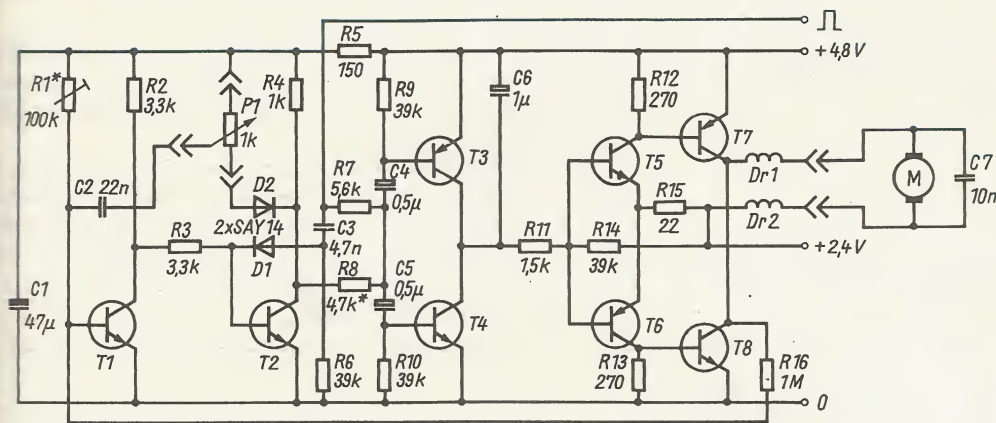 R5
150
+4,8V
R1*
100k
R2
3,3k
P1
1k
R4
1k
R9
39k
C6
1µ
R12
270
T3
T5
T7
Dr1
Dr2
M
C7
10n
C2 22n
D2
2xSAY14
D1
R7
5,6k
C4
0,5µ
C3
4,7n
R3
3,3k
R8
4,7k*
C5
0,5µ
R11
1,5k
R15
22
R14
39k
+2,4V
C1
47µ
T1
T2
R6
39k
R10
39k
T4
T6
R13
270
T8
R16
1M
0